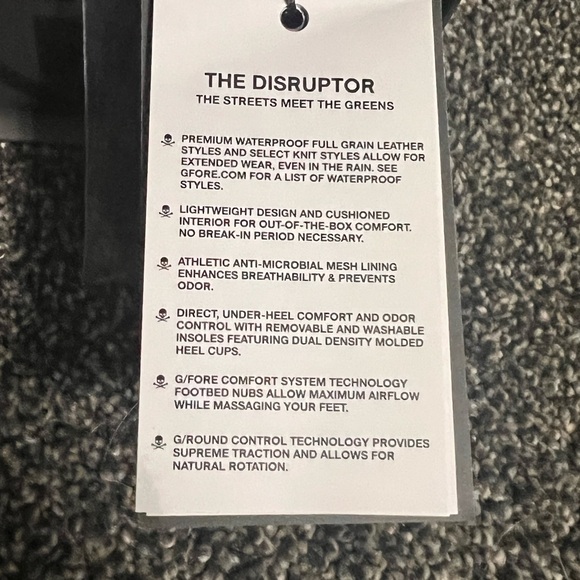 THE DISRUPTOR
THE STREETS MEET THE GREENS
PREMIUM WATERPROOF FULL GRAIN LEATHER
STYLES AND SELECT KNIT STYLES ALLOW FOR
EXTENDED WEAR, EVEN IN THE RAIN. SEE
GFORE.COM FOR A LIST OF WATERPROOF
STYLES.
LIGHTWEIGHT DESIGN AND CUSHIONED
INTERIOR FOR OUT-OF-THE-BOX COMFORT.
NO BREAK-IN PERIOD NECESSARY.
ATHLETIC ANTI-MICROBIAL MESH LINING
ENHANCES BREATHABILITY & PREVENTS
ODOR.
DIRECT, UNDER-HEEL COMFORT AND ODOR
CONTROL WITH REMOVABLE AND WASHABLE
INSOLES FEATURING DUAL DENSITY MOLDED
HEEL CUPS.
G/FORE COMFORT SYSTEM TECHNOLOGY
FOOTBED NUBS ALLOW MAXIMUM AIRFLOW
WHILE MASSAGING YOUR FEET.
G/ROUND CONTROL TECHNOLOGY PROVIDES
SUPREME TRACTION AND ALLOWS FOR
NATURAL ROTATION.